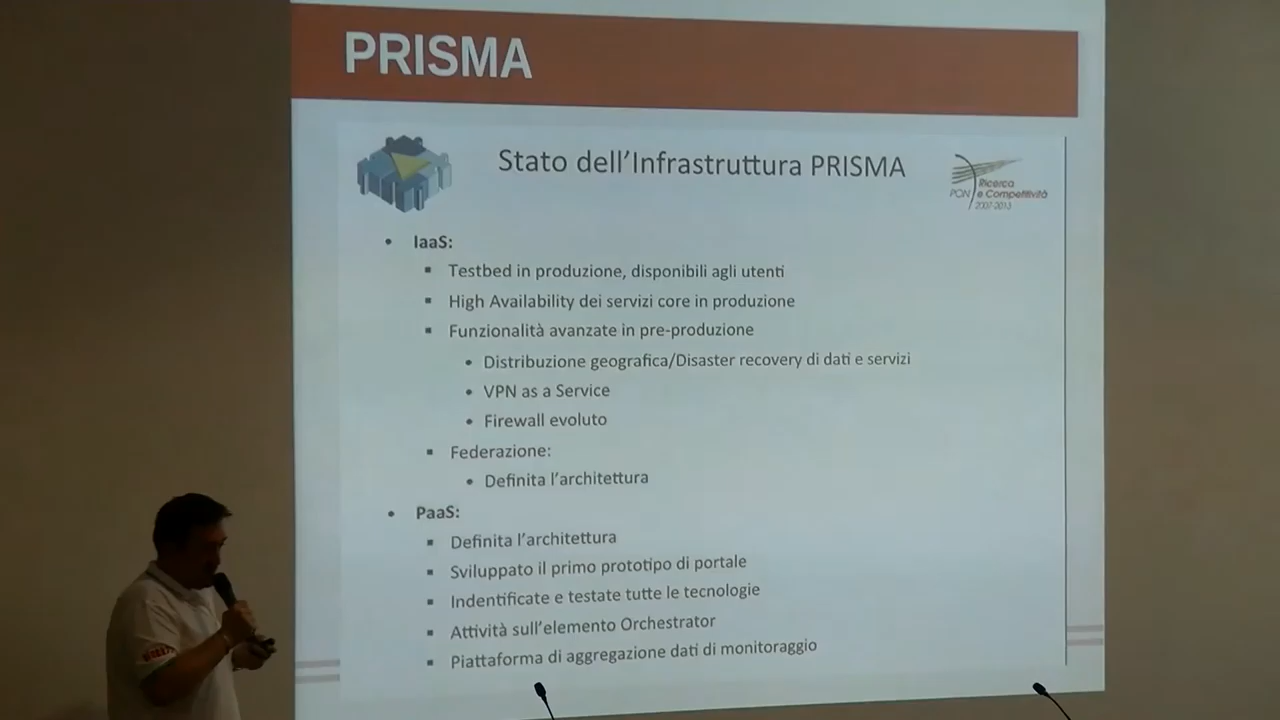 PRISMA
Stato dell'Infrastruttura PRISMA
PON
Ricerca
e Competitività
2007-2013
• IaaS:
▪ Testbed in produzione, disponibili agli utenti
▪ High Availability dei servizi core in produzione
▪ Funzionalità avanzate in pre-produzione
• Distribuzione geografica/Disaster recovery di dati e servizi
• VPN as a Service
• Firewall evoluto
▪ Federazione:
• Definita l'architettura
• PaaS:
▪ Definita l'architettura
▪ Sviluppato il primo prototipo di portale
▪ Indentificate e testate tutte le tecnologie
▪ Attività sull'elemento Orchestrator
▪ Piattaforma di aggregazione dati di monitoraggio